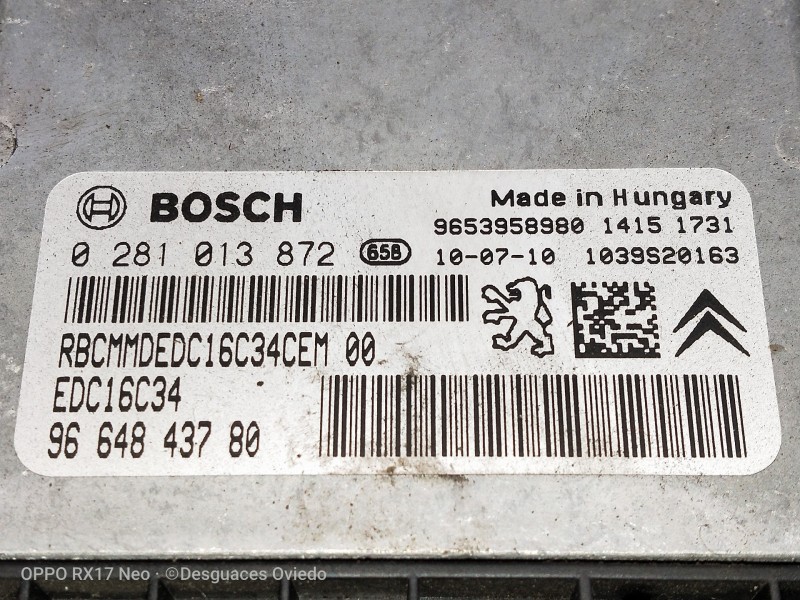 BOSCH
Made in Hungary
9653958980 1415 1731
0 281 013 872 658
10-07-10 1039S20163
RBCMMDEDC16C34CEM 00
EDC16C34
96 648 437 80
OPPO RX17 Neo · ©Desguaces Oviedo